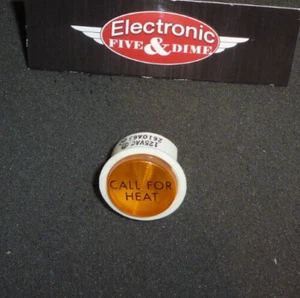 Electronic
FIVE & DIME
125VAC
CALL FOR
HEAT